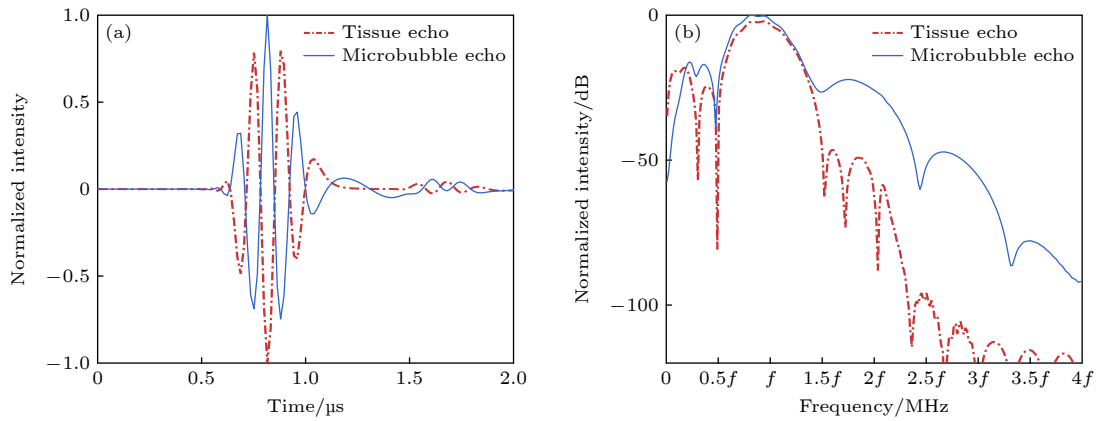 (a)
Tissue echo
Microbubble echo
1.0
0.5
0
−0.5
−1.0
Normalized intensity
0
0.5
1.0
1.5
2.0
Time/μs
(b)
Tissue echo
Microbubble echo
0
−50
−100
Normalized intensity/dB
0
0.5f
f
1.5f
2f
2.5f
3f
3.5f
4f
Frequency/MHz